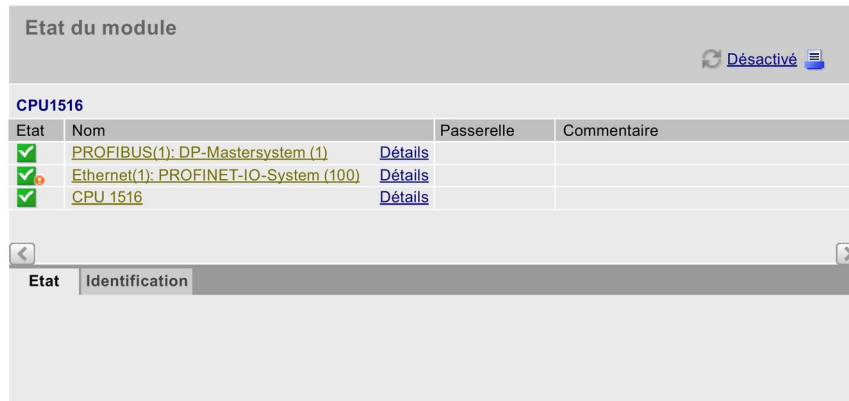 Etat du module
Désactivé
CPU1516
Etat Nom Passerelle Commentaire
PROFIBUS(1): DP-Mastersystem (1) Détails
Ethernet(1): PROFINET-IO-System (100) Détails
CPU 1516 Détails
Etat Identification